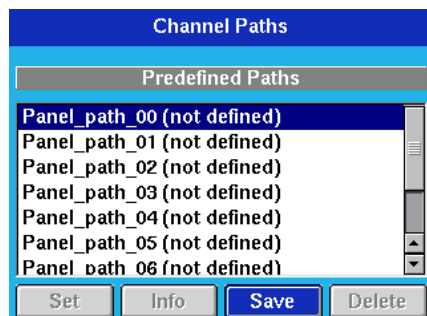 Channel Paths
Predefined Paths
Panel_path_00 (not defined)
Panel_path_01 (not defined)
Panel_path_02 (not defined)
Panel_path_03 (not defined)
Panel_path_04 (not defined)
Panel_path_05 (not defined)
Panel_path_06 (not defined)
Set Info Save Delete